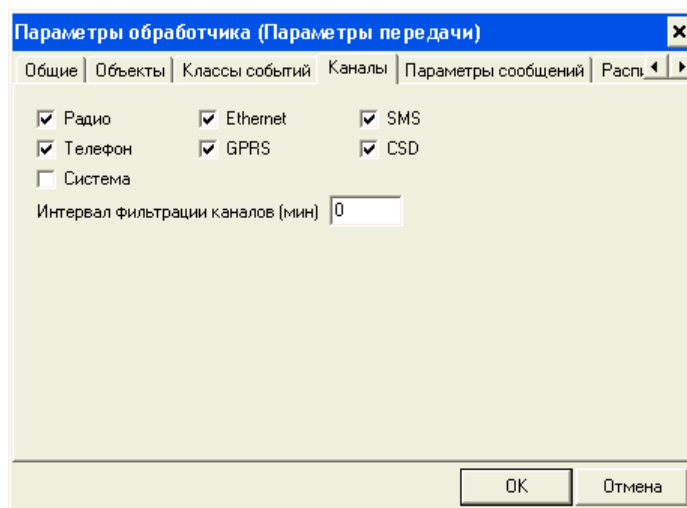 Параметры обработчика (Параметры передачи)
Общие Объекты Классы событий Каналы Параметры сообщений
Радио Ethernet SMS
Телефон GPRS CSD
Система
Интервал фильтрации каналов (мин) 0
OK Отмена